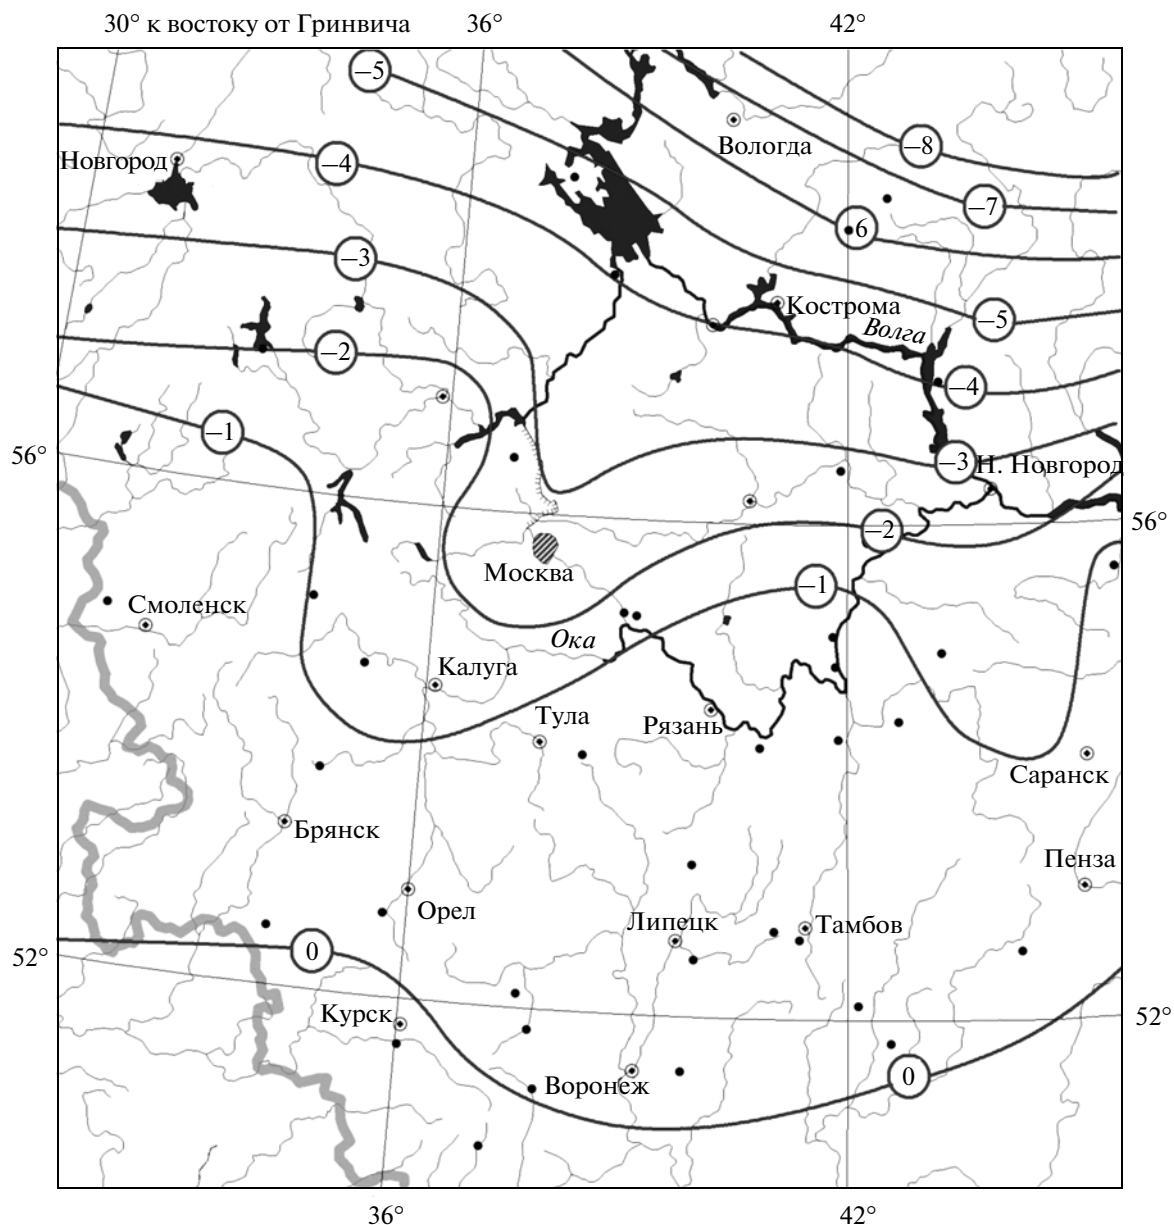 30° к востоку от Гринвича
36°
42°
−5
−8
Вологда
Новгород
−4
−7
6
−3
Кострома
−5
Волга
−2
−4
−1
56°
−3
Н. Новгород
56°
−2
Москва
−1
Смоленск
Ока
Калуга
Тула
Рязань
Саранск
Брянск
Пенза
Орел
Липецк
Тамбов
0
52°
Курск
52°
Воронеж
0
36°
42°